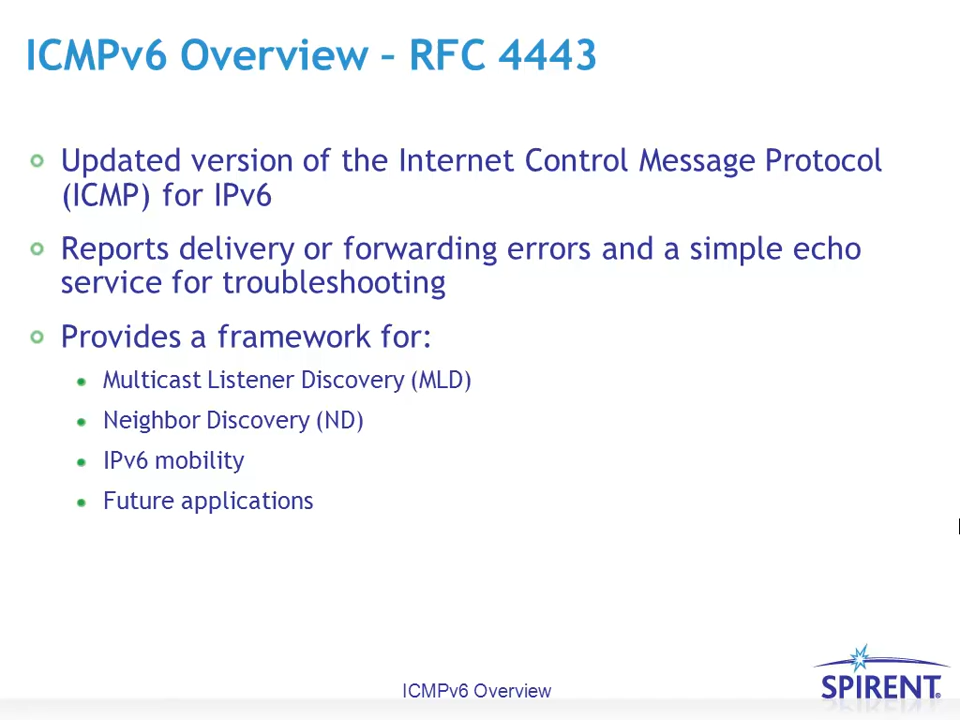 ICMPv6 Overview – RFC 4443
Updated version of the Internet Control Message Protocol
(ICMP) for IPv6
Reports delivery or forwarding errors and a simple echo
service for troubleshooting
Provides a framework for:
Multicast Listener Discovery (MLD)
Neighbor Discovery (ND)
IPv6 mobility
Future applications
ICMPv6 Overview
SPIRENT®